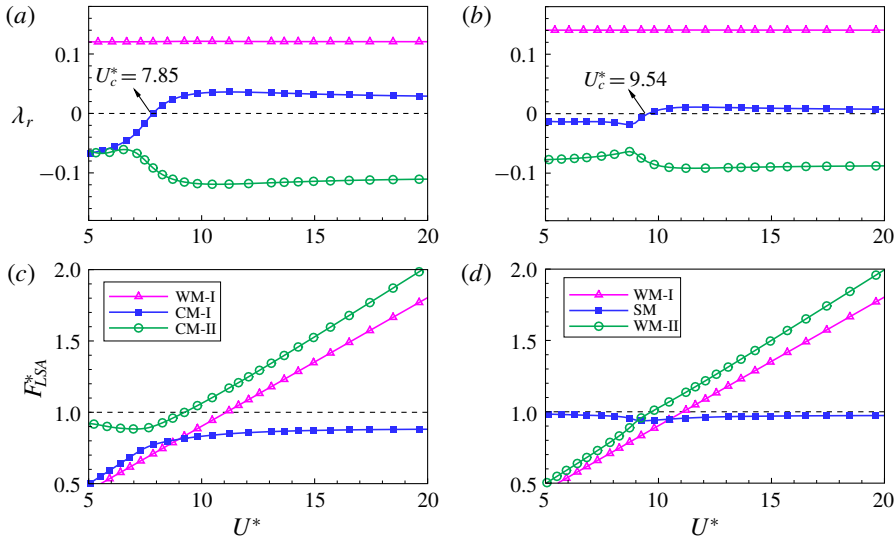 (a)
(b)
0.1
0.1
U*c = 7.85
U*c = 9.54
λr
0
0
−0.1
−0.1
5
10
15
20
5
10
15
20
(c)
(d)
2.0
2.0
WM-I
WM-I
CM-I
SM
CM-II
WM-II
1.5
1.5
F*LSA
1.0
1.0
0.5
0.5
5
10
15
20
5
10
15
20
U*
U*